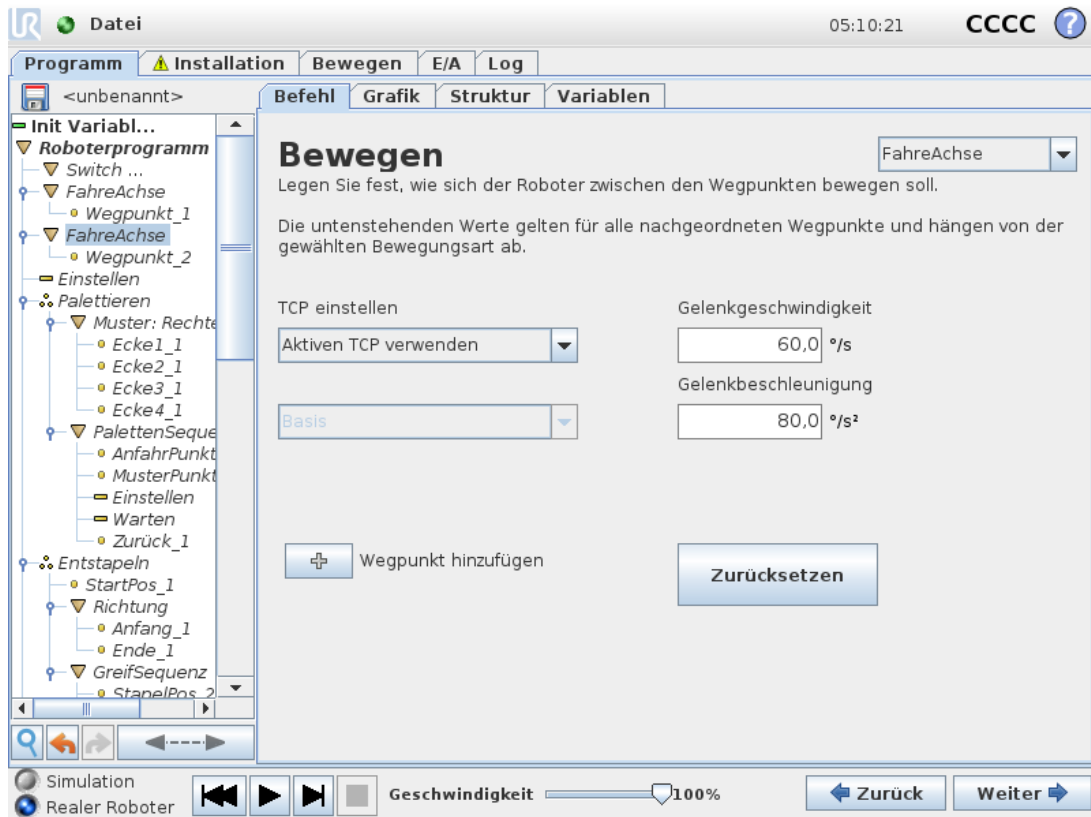 UR Datei 05:10:21 CCCC ?
Programm Installation Bewegen E/A Log
<unbenannt> Befehl Grafik Struktur Variablen
Init Variabl...
Roboterprogramm
Switch ...
FahreAchse
Wegpunkt_1
FahreAchse
Wegpunkt_2
Einstellen
Palettieren
Muster: Rechte
Ecke1_1
Ecke2_1
Ecke3_1
Ecke4_1
PalettenSeque
AnfahrPunkt
MusterPunkt
Einstellen
Warten
Zurück_1
Entstapeln
StartPos_1
Richtung
Anfang_1
Ende_1
GreifSequenz
StapelPos_2
Bewegen
FahreAchse
Legen Sie fest, wie sich der Roboter zwischen den Wegpunkten bewegen soll.
Die untenstehenden Werte gelten für alle nachgeordneten Wegpunkte und hängen von der
gewählten Bewegungsart ab.
TCP einstellen
Aktiven TCP verwenden
Basis
Gelenkgeschwindigkeit
60,0 °/s
Gelenkbeschleunigung
80,0 °/s²
Wegpunkt hinzufügen
Zurücksetzen
Simulation
Realer Roboter
Geschwindigkeit 100%
Zurück
Weiter